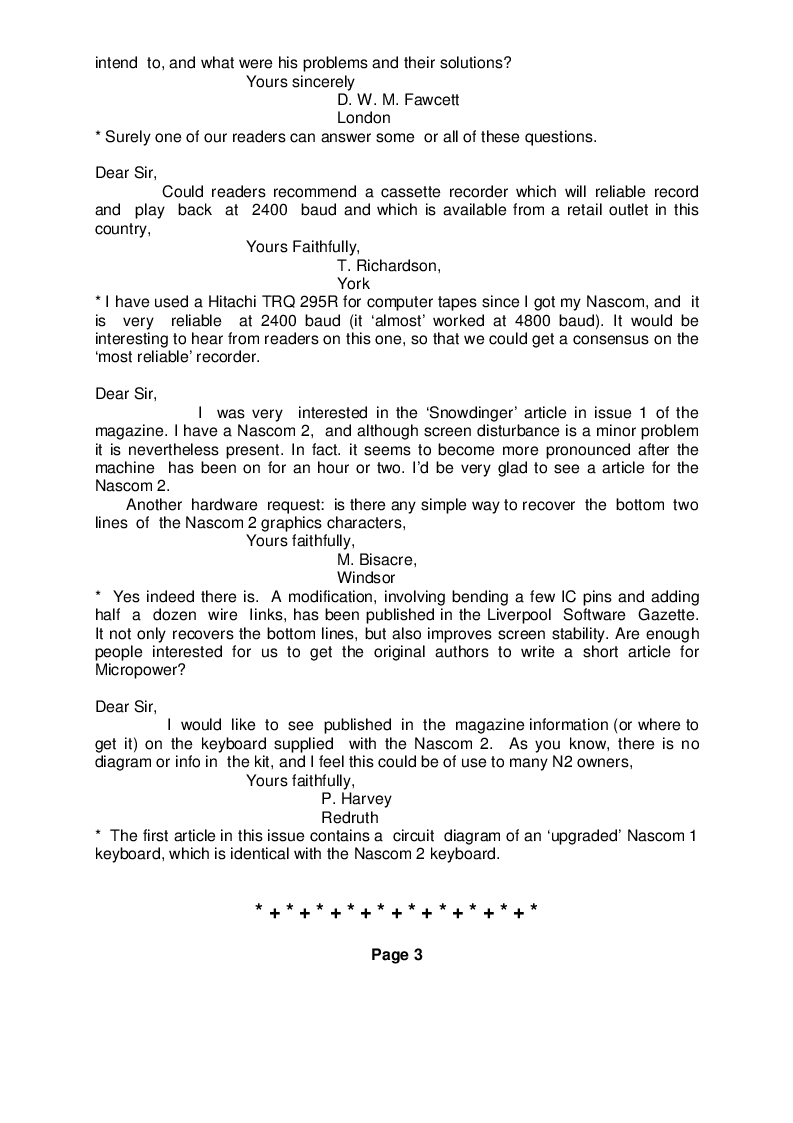 intend to, and what were his problems and their solutions?
Yours sincerely
D. W. M. Fawcett
London
* Surely one of our readers can answer some or all of these questions.
Dear Sir,
Could readers recommend a cassette recorder which will reliable record
and play back at 2400 baud and which is available from a retail outlet in this
country,
Yours Faithfully,
T. Richardson,
York
* I have used a Hitachi TRQ 295R for computer tapes since I got my Nascom, and it
is very reliable at 2400 baud (it ‘almost’ worked at 4800 baud). It would be
interesting to hear from readers on this one, so that we could get a consensus on the
‘most reliable’ recorder.
Dear Sir,
I was very interested in the ‘Snowdinger’ article in issue 1 of the
magazine. I have a Nascom 2, and although screen disturbance is a minor problem
it is nevertheless present. In fact. it seems to become more pronounced after the
machine has been on for an hour or two. I’d be very glad to see a article for the
Nascom 2.
Another hardware request: is there any simple way to recover the bottom two
lines of the Nascom 2 graphics characters,
Yours faithfully,
M. Bisacre,
Windsor
* Yes indeed there is. A modification, involving bending a few IC pins and adding
half a dozen wire links, has been published in the Liverpool Software Gazette.
It not only recovers the bottom lines, but also improves screen stability. Are enough
people interested for us to get the original authors to write a short article for
Micropower?
Dear Sir,
I would like to see published in the magazine information (or where to
get it) on the keyboard supplied with the Nascom 2. As you know, there is no
diagram or info in the kit, and I feel this could be of use to many N2 owners,
Yours faithfully,
P. Harvey
Redruth
* The first article in this issue contains a circuit diagram of an ‘upgraded’ Nascom 1
keyboard, which is identical with the Nascom 2 keyboard.
* + * + * + * + * + * + * + * + * + *
Page 3